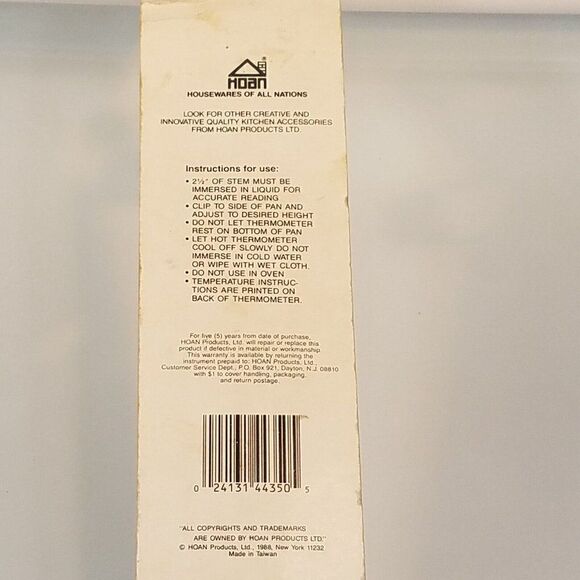 HOAN®
HOUSEWARES OF ALL NATIONS
LOOK FOR OTHER CREATIVE AND
INNOVATIVE QUALITY KITCHEN ACCESSORIES
FROM HOAN PRODUCTS LTD.
Instructions for use:
• 2½" OF STEM MUST BE
IMMERSED IN LIQUID FOR
ACCURATE READING
• CLIP TO SIDE OF PAN AND
ADJUST TO DESIRED HEIGHT
• DO NOT LET THERMOMETER
REST ON BOTTOM OF PAN
• LET HOT THERMOMETER
COOL OFF SLOWLY DO NOT
IMMERSE IN COLD WATER
OR WIPE WITH WET CLOTH.
• DO NOT USE IN OVEN
• TEMPERATURE INSTRUC-
TIONS ARE PRINTED ON
BACK OF THERMOMETER.
For five (5) years from date of purchase,
HOAN Products, Ltd. will repair or replace this
product if defective in material or workmanship.
This warranty is available by returning the
instrument prepaid to: HOAN Products, Ltd.,
Customer Service Dept., P.O. Box 921, Dayton, N.J. 08810
with $1 to cover handling, packaging,
and return postage.
0 24131 44350 5
"ALL COPYRIGHTS AND TRADEMARKS
ARE OWNED BY HOAN PRODUCTS LTD."
© HOAN Products, Ltd., 1988, New York 11232
Made in Taiwan